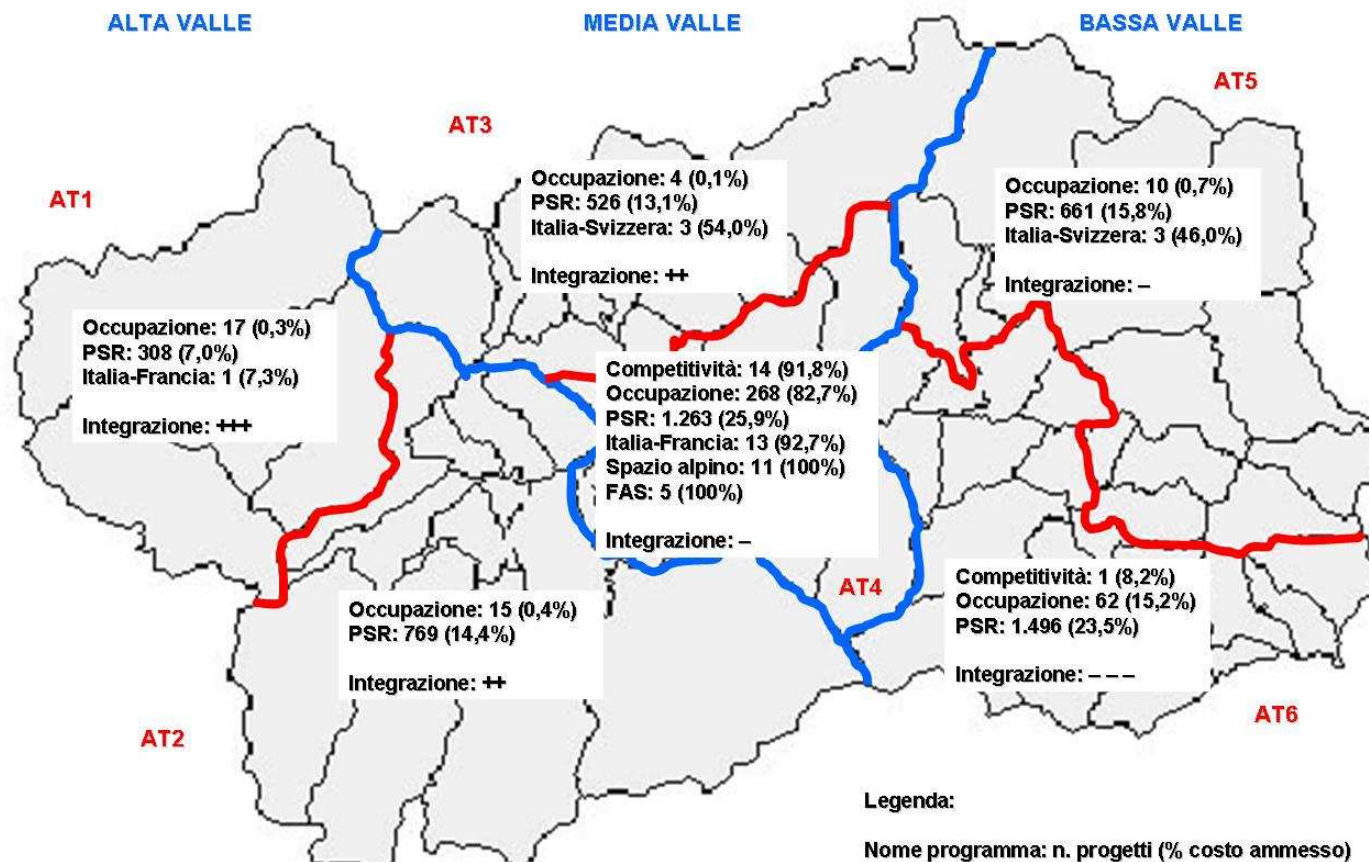 ALTA VALLE
MEDIA VALLE
BASSA VALLE
AT5
AT3
AT1
Occupazione: 4 (0,1%)
PSR: 526 (13,1%)
Italia-Svizzera: 3 (54,0%)
Integrazione: ++
Occupazione: 10 (0,7%)
PSR: 661 (15,8%)
Italia-Svizzera: 3 (46,0%)
Integrazione: –
Occupazione: 17 (0,3%)
PSR: 308 (7,0%)
Italia-Francia: 1 (7,3%)
Integrazione: +++
Competitività: 14 (91,8%)
Occupazione: 268 (82,7%)
PSR: 1.263 (25,9%)
Italia-Francia: 13 (92,7%)
Spazio alpino: 11 (100%)
FAS: 5 (100%)
Integrazione: –
AT4
Occupazione: 15 (0,4%)
PSR: 769 (14,4%)
Integrazione: ++
Competitività: 1 (8,2%)
Occupazione: 62 (15,2%)
PSR: 1.496 (23,5%)
Integrazione: – – –
AT2
AT6
Legenda:
Nome programma: n. progetti (% costo ammesso)